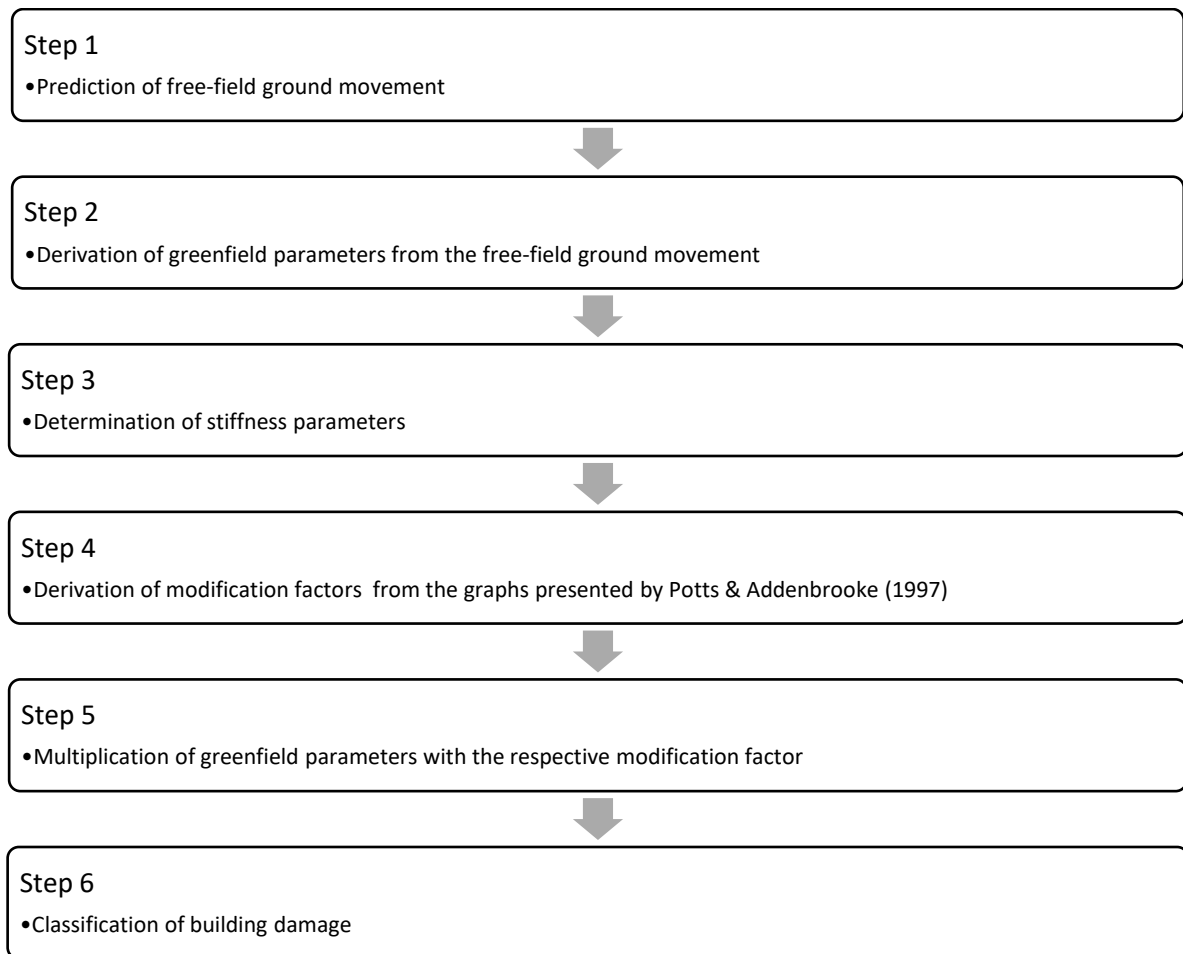 Step 1
•Prediction of free-field ground movement
Step 2
•Derivation of greenfield parameters from the free-field ground movement
Step 3
•Determination of stiffness parameters
Step 4
•Derivation of modification factors from the graphs presented by Potts & Addenbrooke (1997)
Step 5
•Multiplication of greenfield parameters with the respective modification factor
Step 6
•Classification of building damage